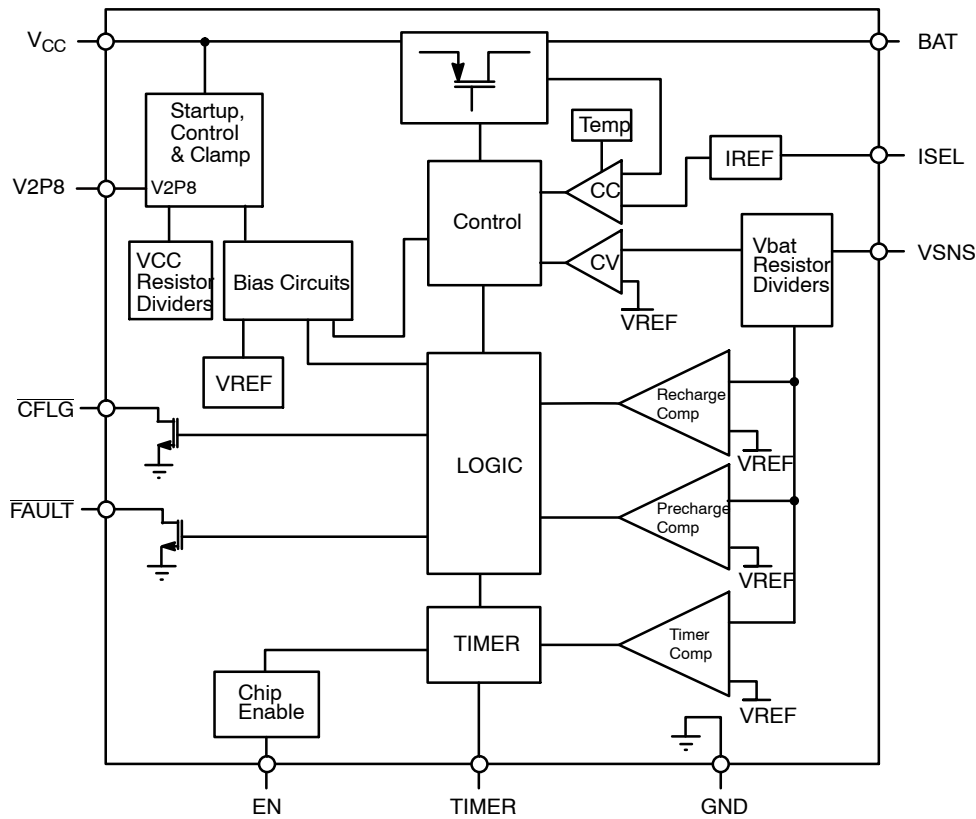 VCC
BAT
Startup,
Control
& Clamp
V2P8
V2P8
Temp
IREF
ISEL
CC
Control
VCC
Resistor
Dividers
Bias Circuits
CV
VREF
Vbat
Resistor
Dividers
VSNS
VREF
CFLG
Recharge
Comp
VREF
LOGIC
FAULT
Precharge
Comp
VREF
TIMER
Timer
Comp
VREF
Chip
Enable
EN
TIMER
GND